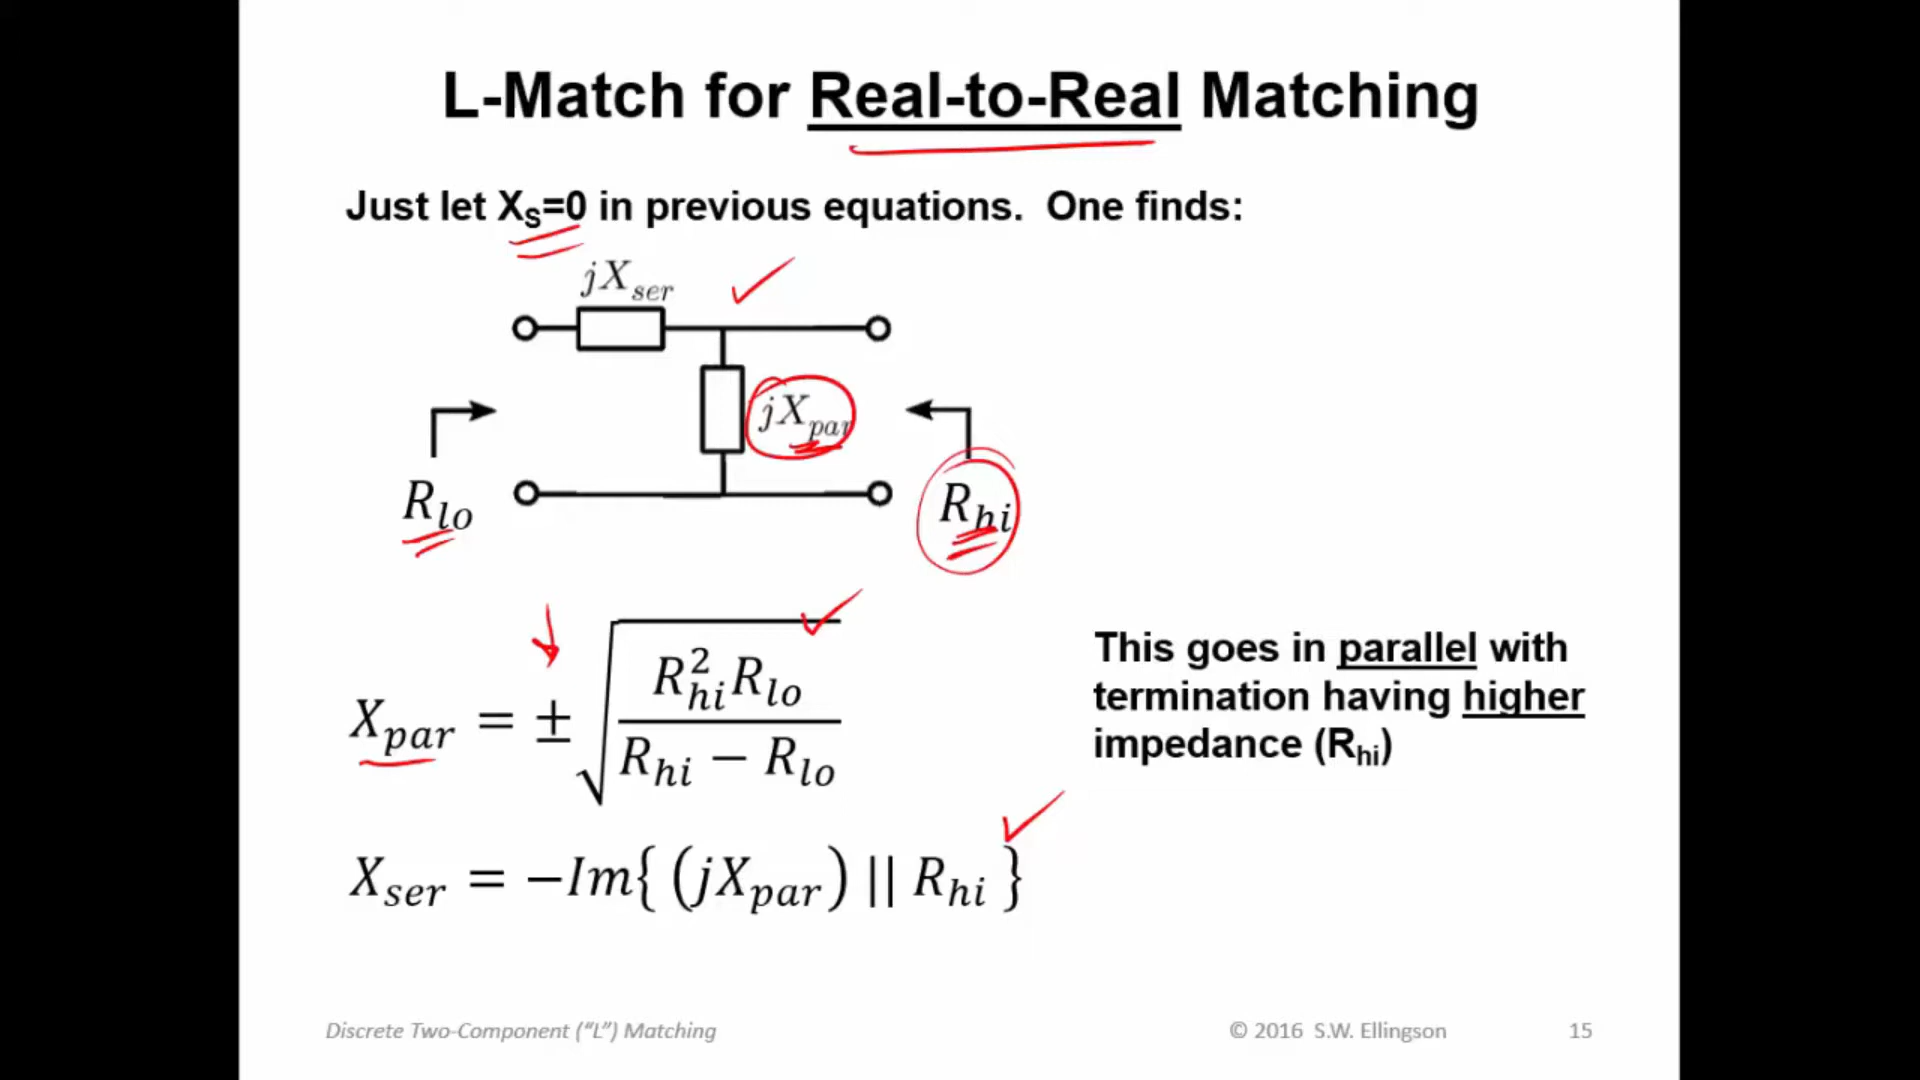 L-Match for Real-to-Real Matching
Just let X_S=0 in previous equations. One finds:
jX_ser
jX_par
R_lo
R_hi
X_par = ± √(R_hi^2 R_lo / (R_hi − R_lo))
This goes in parallel with
termination having higher
impedance (R_hi)
X_ser = −Im{ (jX_par) || R_hi }
Discrete Two-Component (“L”) Matching
© 2016 S.W. Ellingson
15